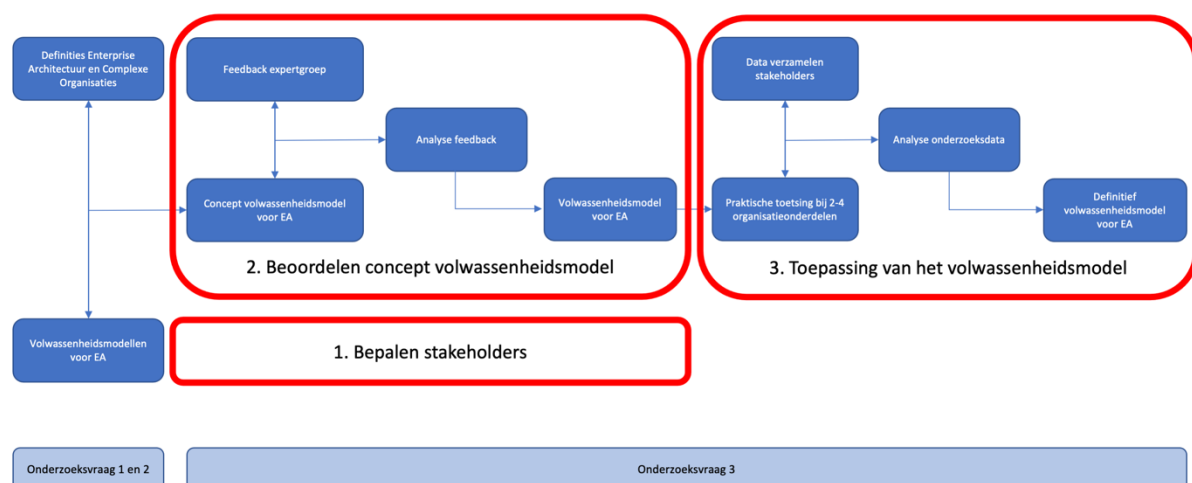 Definities Enterprise
Architectuur en Complexe
Organisaties
Feedback expertgroep
Data verzamelen
stakeholders
Analyse feedback
Analyse onderzoeksdata
Concept volwassenheidsmodel
voor EA
Volwassenheidsmodel
voor EA
Praktische toetsing bij 2-4
organisatieonderdelen
Definitief
volwassenheidsmodel
voor EA
2. Beoordelen concept volwassenheidsmodel
3. Toepassing van het volwassenheidsmodel
Volwassenheidsmodellen
voor EA
1. Bepalen stakeholders
Onderzoeksvraag 1 en 2
Onderzoeksvraag 3